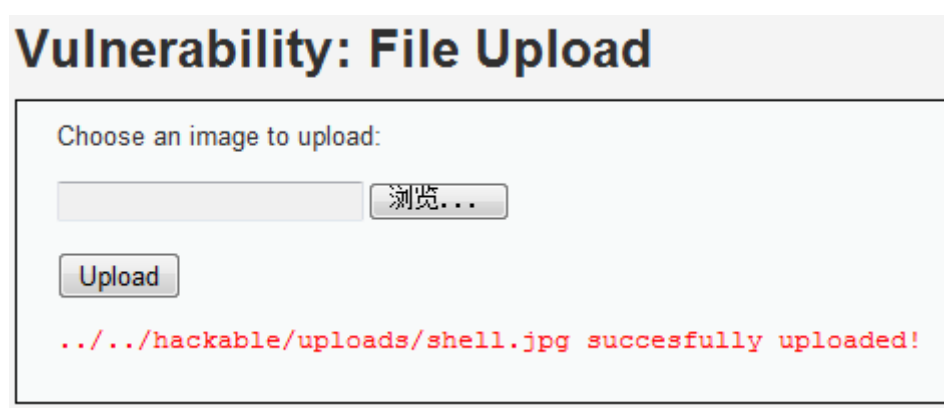 Vulnerability: File Upload
Choose an image to upload:
浏览...
Upload
../../hackable/uploads/shell.jpg succesfully uploaded!